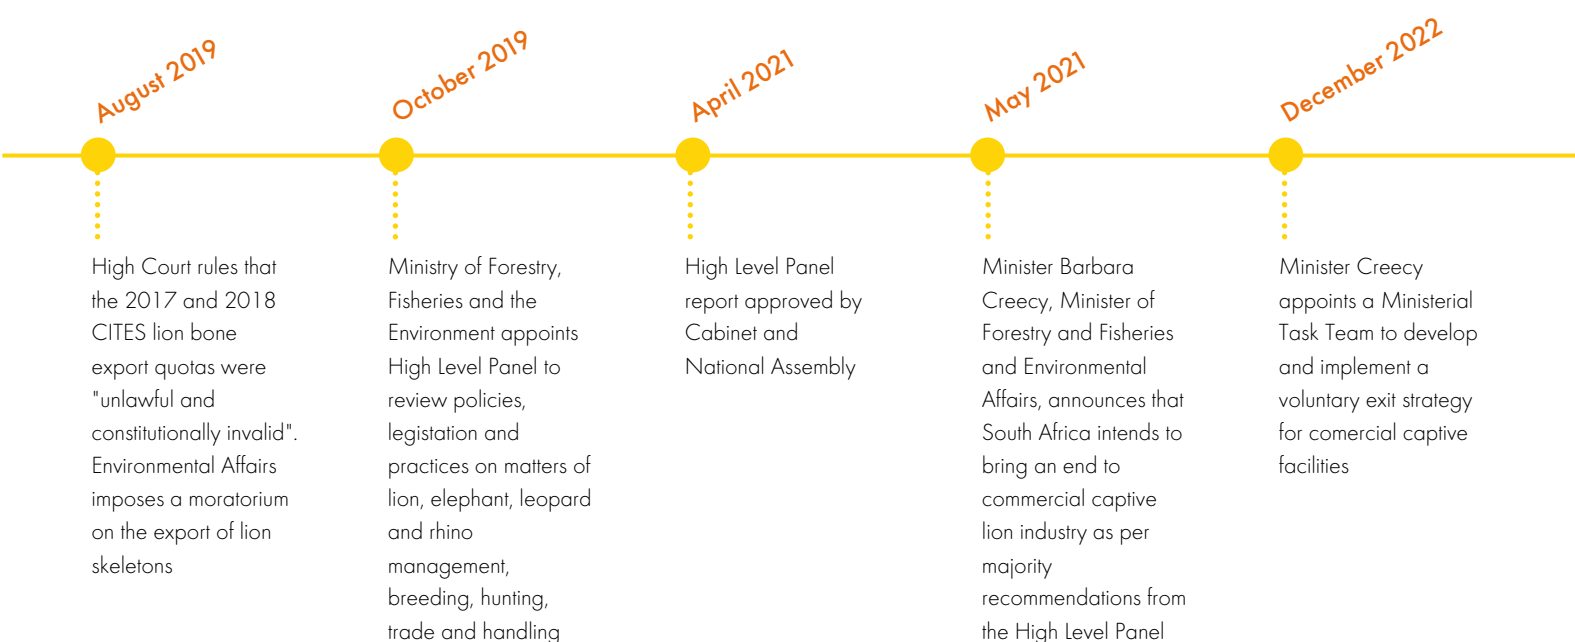 August 2019
High Court rules that
the 2017 and 2018
CITES lion bone
export quotas were
"unlawful and
constitutionally invalid".
Environmental Affairs
imposes a moratorium
on the export of lion
skeletons
October 2019
Ministry of Forestry,
Fisheries and the
Environment appoints
High Level Panel to
review policies,
legistation and
practices on matters of
lion, elephant, leopard
and rhino
management,
breeding, hunting,
trade and handling
April 2021
High Level Panel
report approved by
Cabinet and
National Assembly
May 2021
Minister Barbara
Creecy, Minister of
Forestry and Fisheries
and Environmental
Affairs, announces that
South Africa intends to
bring an end to
commercial captive
lion industry as per
majority
recommendations from
the High Level Panel
December 2022
Minister Creecy
appoints a Ministerial
Task Team to develop
and implement a
voluntary exit strategy
for comercial captive
facilities